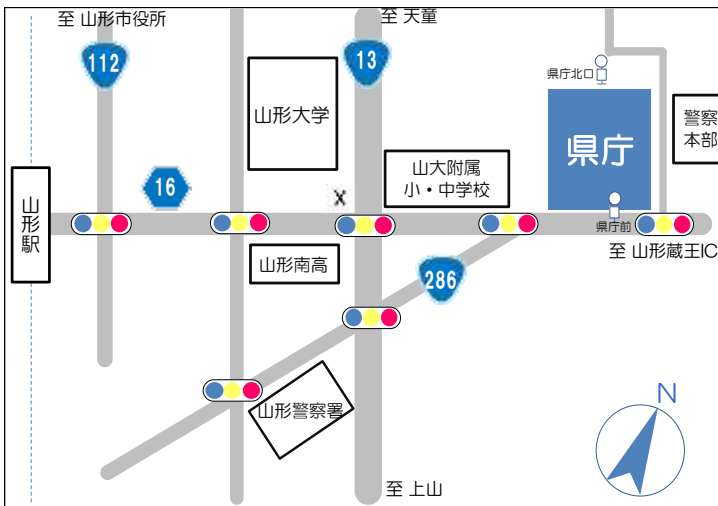 至 山形市役所
至 天童
112
13
県庁北口
山形大学
警察
本部
県庁
山大附属
小・中学校
16
山形駅
X
県庁前
山形南高
至 山形蔵王IC
286
山形警察署
N
至 上山